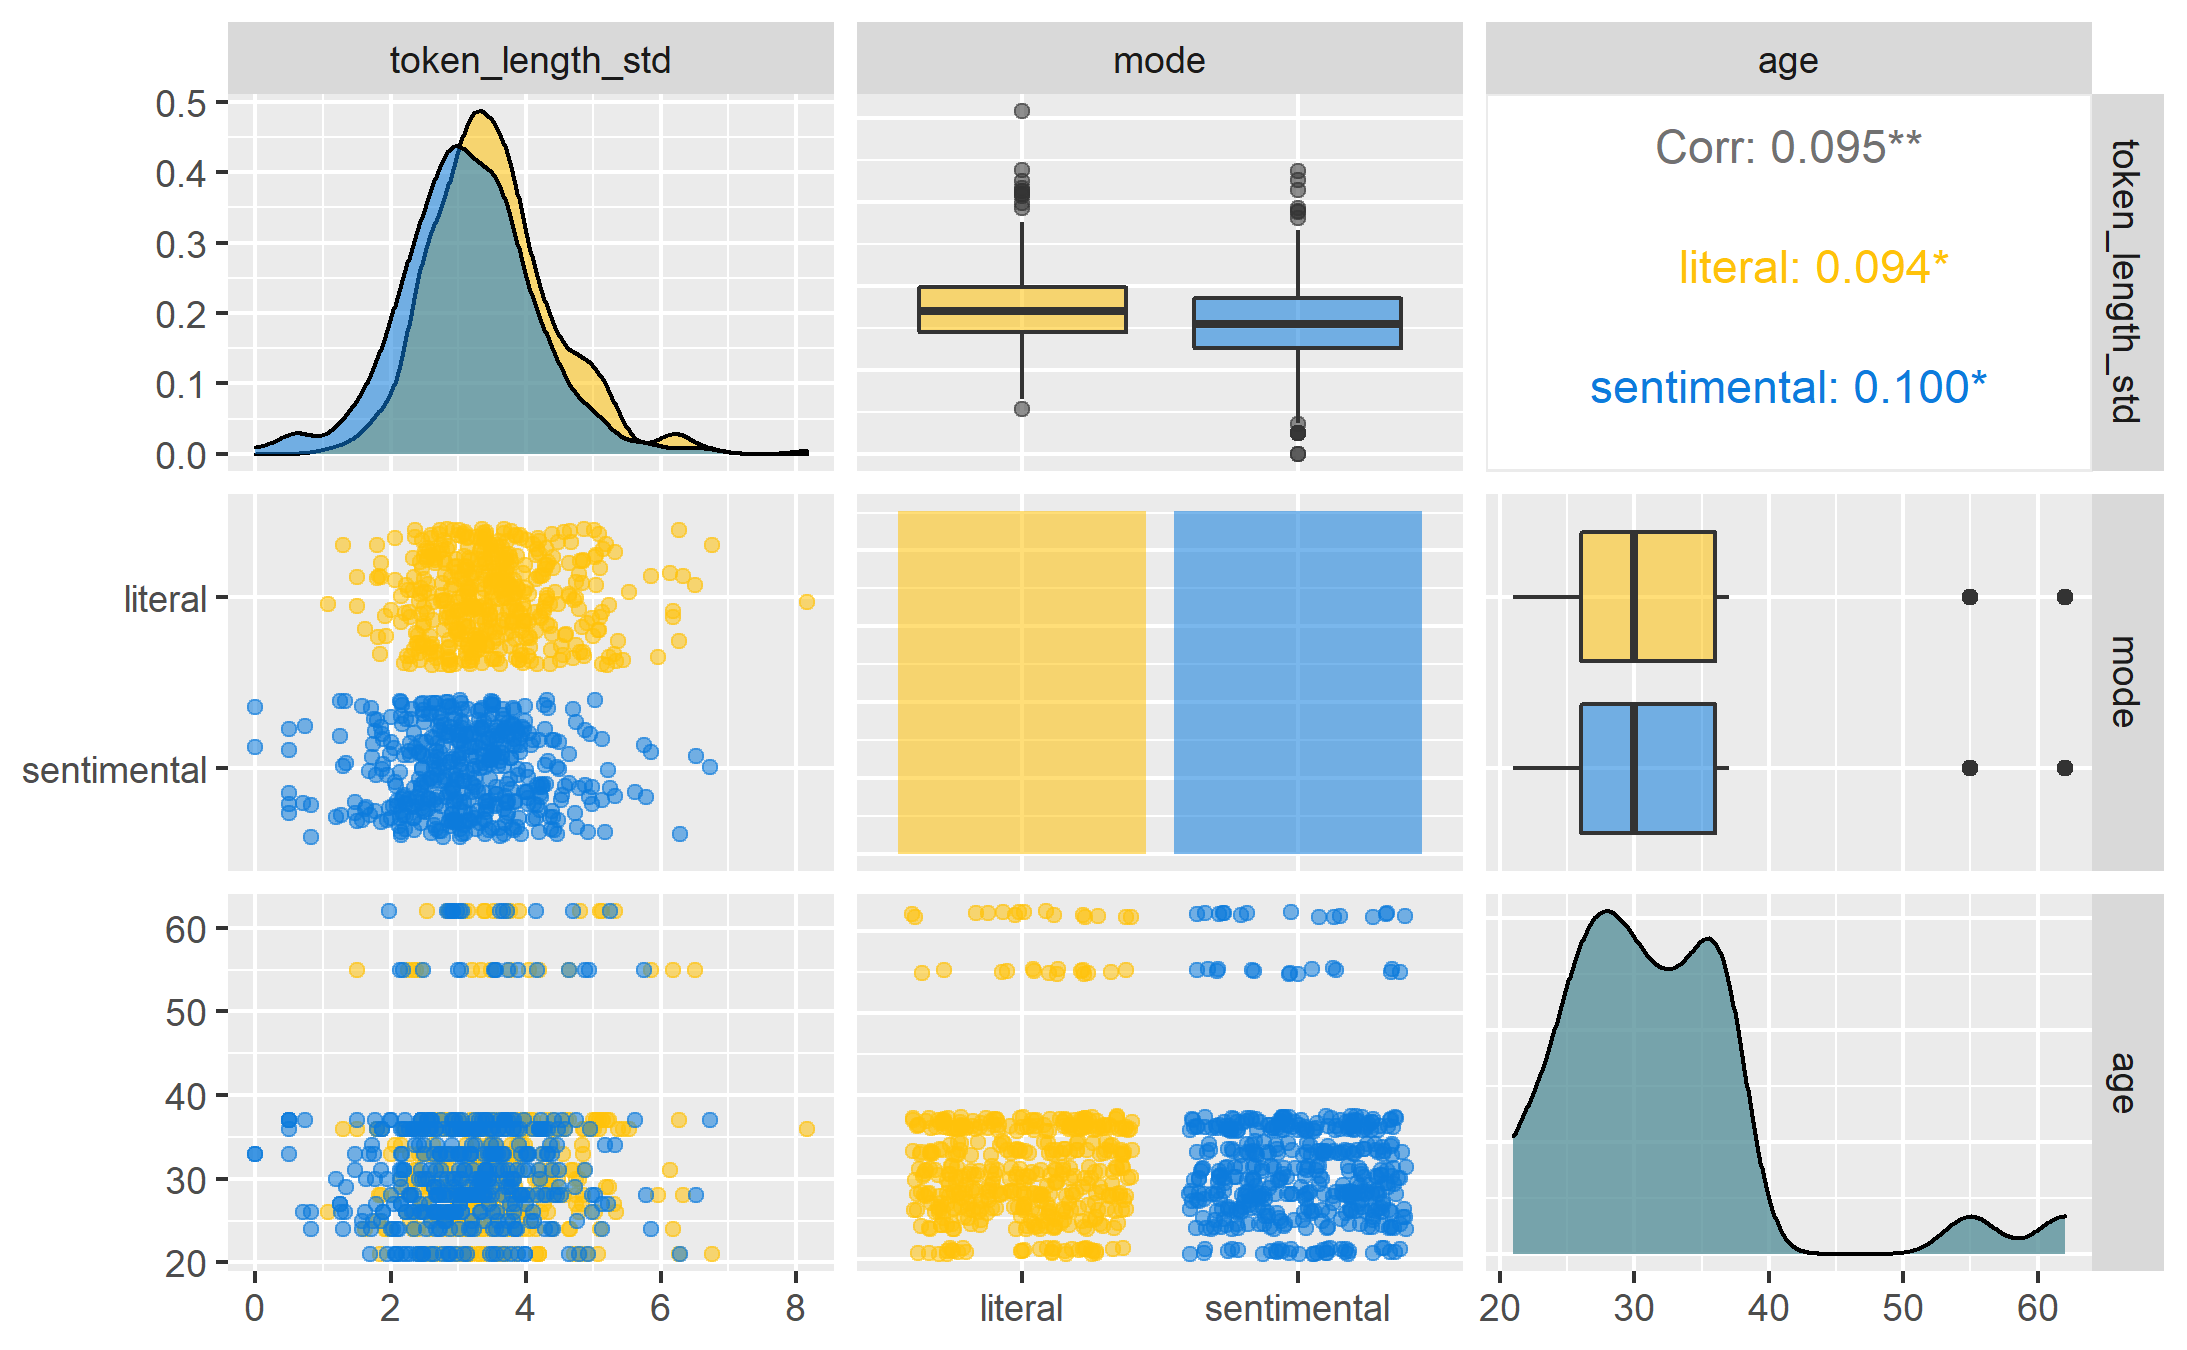 token_length_std
mode
age
0.5
0.4
0.3
0.2
0.1
0.0
Corr: 0.095**
literal: 0.094*
sentimental: 0.100*
token_length_std
literal
sentimental
mode
60
50
40
30
20
age
0
2
4
6
8
literal
sentimental
20
30
40
50
60